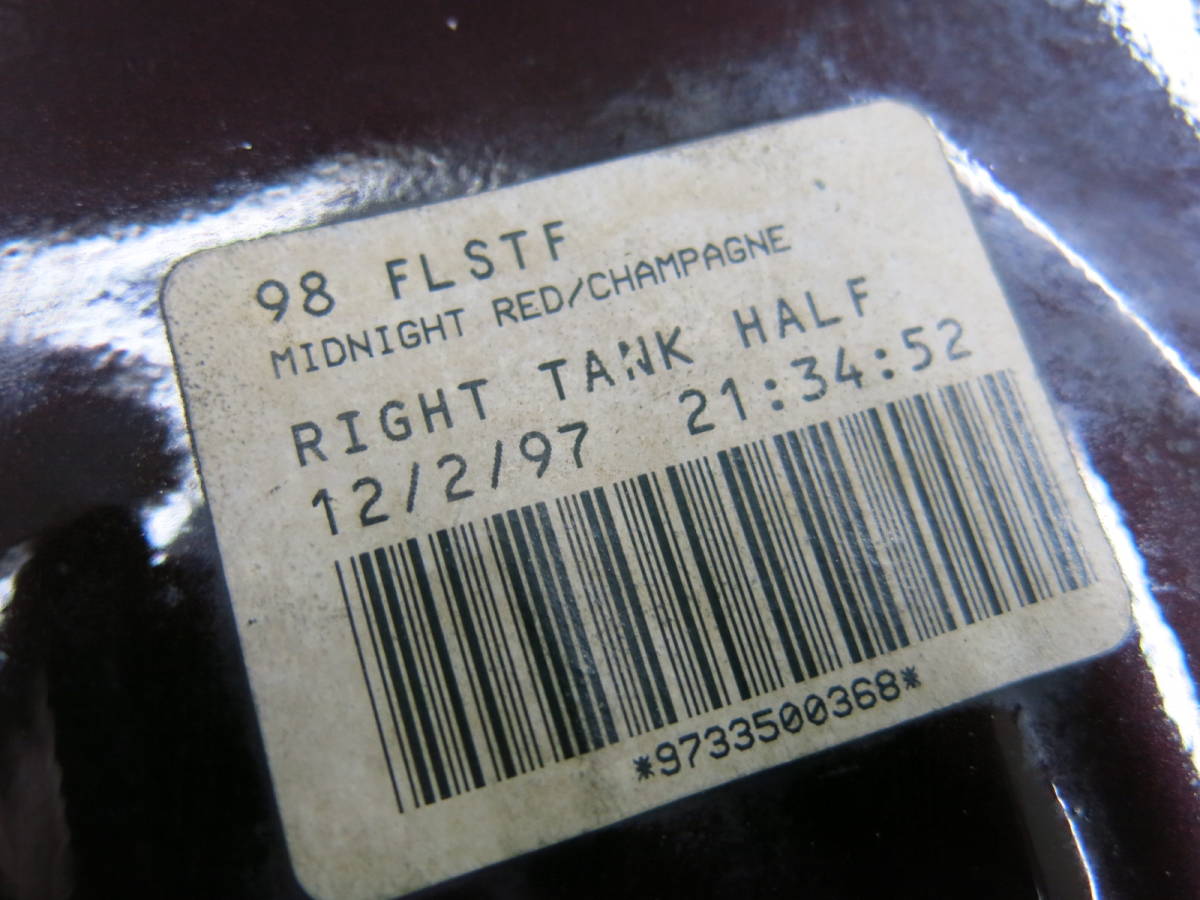 98 FLSTF
MIDNIGHT RED/CHAMPAGNE
RIGHT TANK HALF
12/2/97 21:34:52
*9733500368*